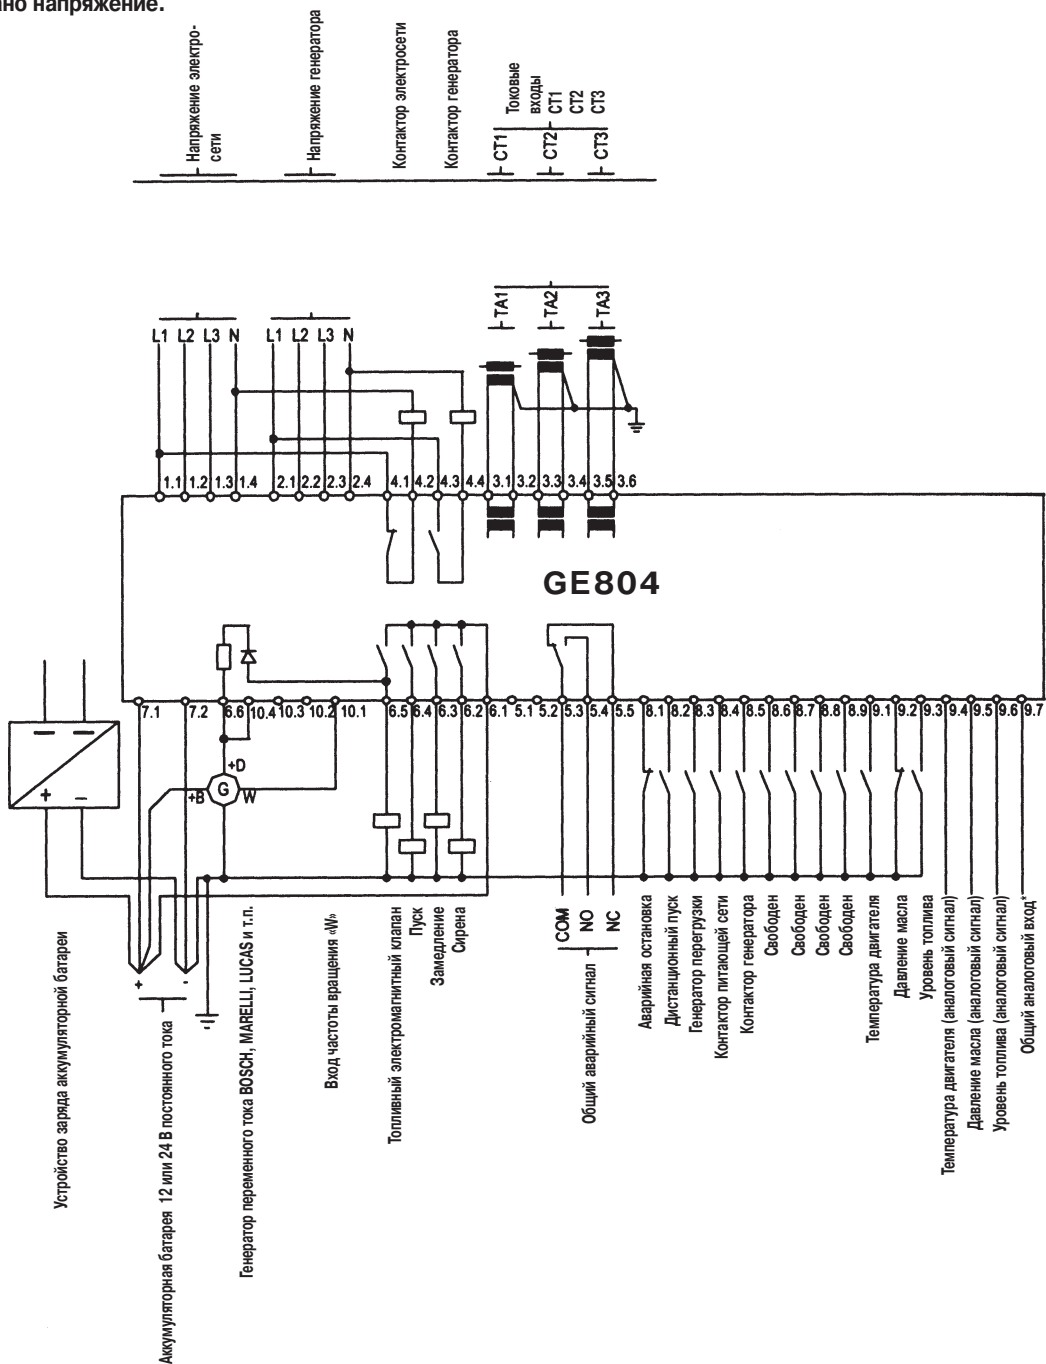 ано напряжение.
Напряжение электро-
сети
Напряжение генератора
Контактор электросети
Контактор генератора
Токовые
входы
CT1
CT2
CT3
CT1
CT2
CT3
TA1
TA2
TA3
L1 L2 L3 N L1 L2 L3 N
1.1 1.2 1.3 1.4 2.1 2.2 2.3 2.4 4.1 4.2 4.3 4.4 3.1 3.2 3.3 3.4 3.5 3.6
GE804
7.1 7.2 6.6 10.4 10.3 10.2 10.1 6.5 6.4 6.3 6.2 6.1 5.1 5.2 5.3 5.4 5.5 8.1 8.2 8.3 8.4 8.5 8.6 8.7 8.8 8.9 9.1 9.2 9.3 9.4 9.5 9.6 9.7
+D
+B G W
+ −
+ -
Устройство заряда аккумуляторной батареи
Аккумуляторная батарея 12 или 24 В постоянного тока
Генератор переменного тока BOSCH, MARELLI, LUCAS и т.п.
Вход частоты вращения «W»
Топливный электромагнитный клапан
Пуск
Замедление
Сирена
COM
NO
NC
Общий аварийный сигнал
Аварийная остановка
Дистанционный пуск
Генератор перегрузки
Контактор питающей сети
Контактор генератора
Свободен
Свободен
Свободен
Свободен
Температура двигателя
Давление масла
Уровень топлива
Температура двигателя (аналоговый сигнал)
Давление масла (аналоговый сигнал)
Уровень топлива (аналоговый сигнал)
Общий аналоговый вход*